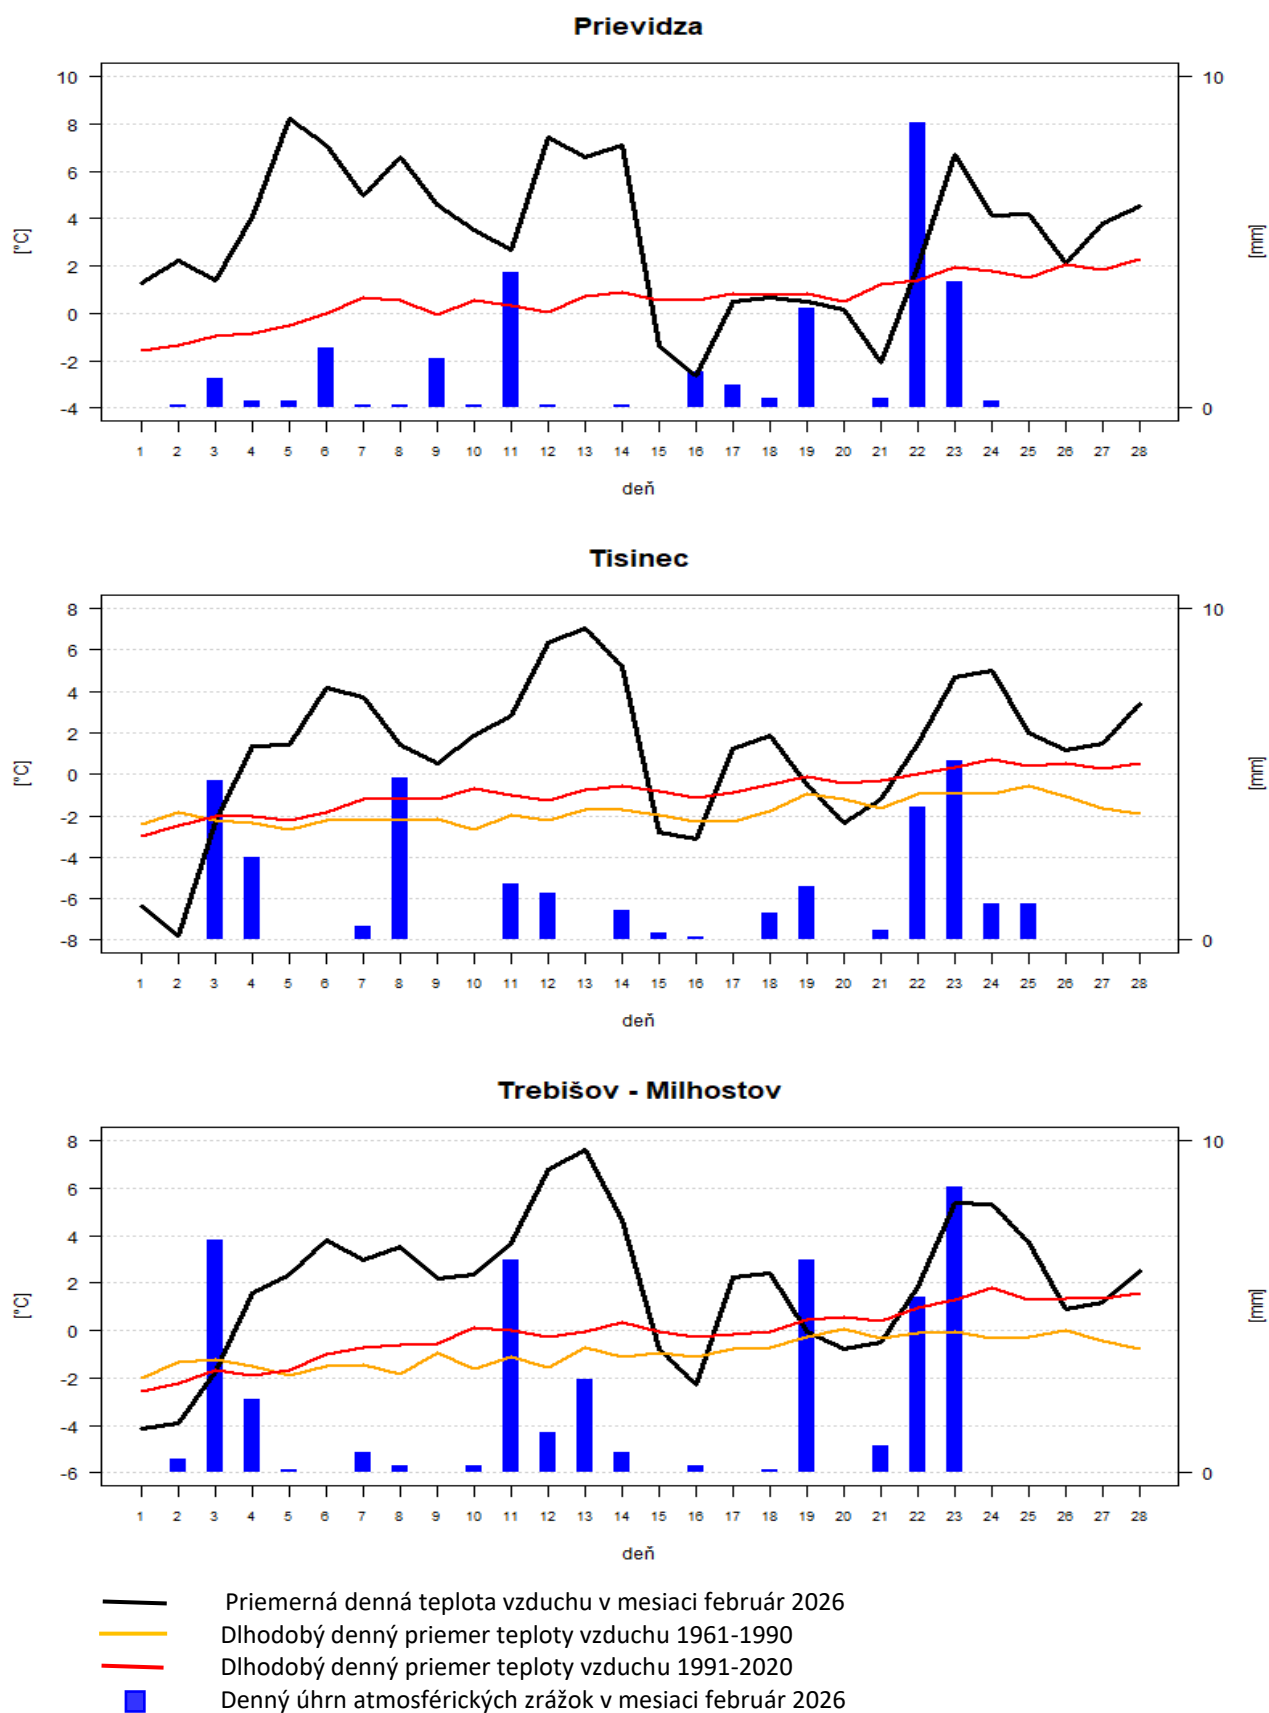 Prievidza
10
8
6
4
2
0
-2
-4
[°C]
10
0
[mm]
1 2 3 4 5 6 7 8 9 10 11 12 13 14 15 16 17 18 19 20 21 22 23 24 25 26 27 28
deň
Tisinec
8
6
4
2
0
-2
-4
-6
-8
[°C]
10
0
[mm]
1 2 3 4 5 6 7 8 9 10 11 12 13 14 15 16 17 18 19 20 21 22 23 24 25 26 27 28
deň
Trebišov - Milhostov
8
6
4
2
0
-2
-4
-6
[°C]
10
0
[mm]
1 2 3 4 5 6 7 8 9 10 11 12 13 14 15 16 17 18 19 20 21 22 23 24 25 26 27 28
deň
Priemerná denná teplota vzduchu v mesiaci február 2026
Dlhodobý denný priemer teploty vzduchu 1961-1990
Dlhodobý denný priemer teploty vzduchu 1991-2020
Denný úhrn atmosférických zrážok v mesiaci február 2026